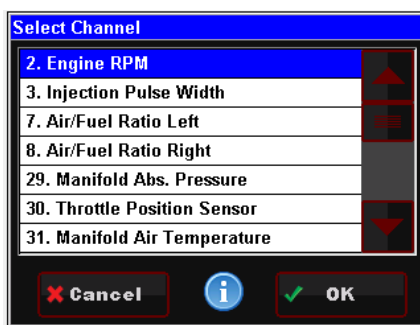 Select Channel
2. Engine RPM
3. Injection Pulse Width
7. Air/Fuel Ratio Left
8. Air/Fuel Ratio Right
29. Manifold Abs. Pressure
30. Throttle Position Sensor
31. Manifold Air Temperature
Cancel
i
OK